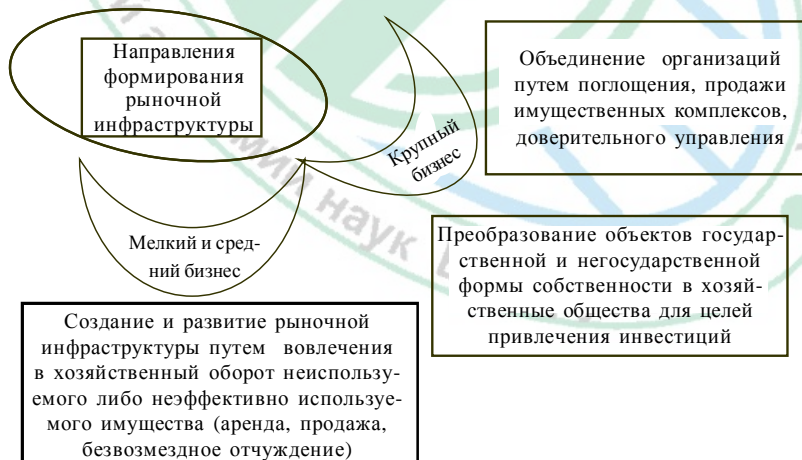 Направления
формирования
рыночной
инфраструктуры
Крупный
бизнес
Объединение организаций
путем поглощения, продажи
имущественных комплексов,
доверительного управления
Мелкий и сред-
ний бизнес
Преобразование объектов государ-
ственной и негосударственной
формы собственности в хозяй-
ственные общества для целей
привлечения инвестиций
Создание и развитие рыночной
инфраструктуры путем вовлечения
в хозяйственный оборот неиспользу-
емого либо неэффективно используе-
мого имущества (аренда, продажа,
безвозмездное отчуждение)
наук